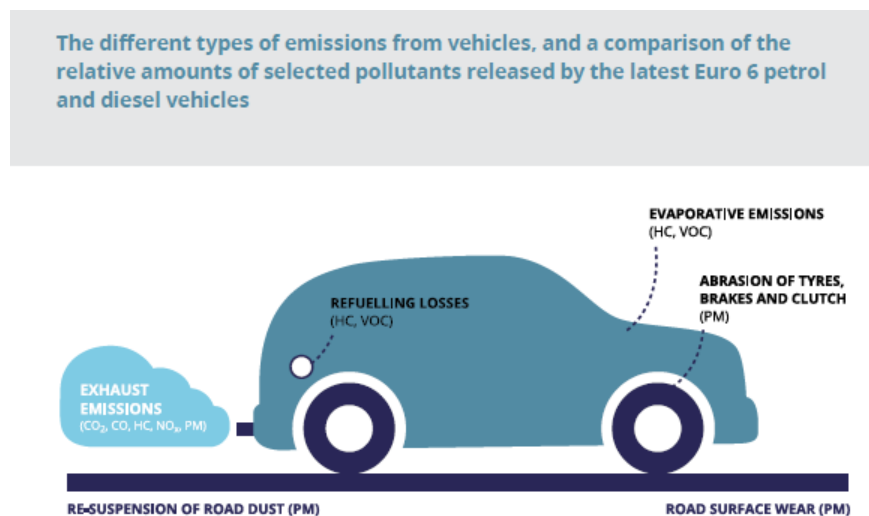 The different types of emissions from vehicles, and a comparison of the
relative amounts of selected pollutants released by the latest Euro 6 petrol
and diesel vehicles
EVAPORATIVE EMISSIONS
(HC, VOC)
ABRASION OF TYRES,
BRAKES AND CLUTCH
(PM)
REFUELLING LOSSES
(HC, VOC)
EXHAUST
EMISSIONS
(CO₂, CO, HC, NOₓ, PM)
RE-SUSPENSION OF ROAD DUST (PM)
ROAD SURFACE WEAR (PM)